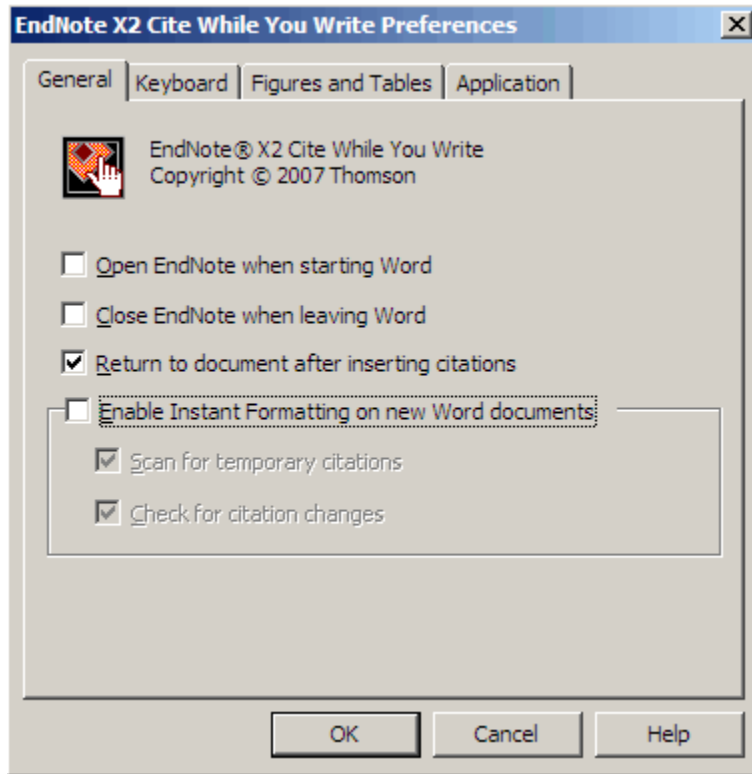 EndNote X2 Cite While You Write Preferences
General Keyboard Figures and Tables Application
EndNote® X2 Cite While You Write
Copyright © 2007 Thomson
Open EndNote when starting Word
Close EndNote when leaving Word
Return to document after inserting citations
Enable Instant Formatting on new Word documents
Scan for temporary citations
Check for citation changes
OK Cancel Help